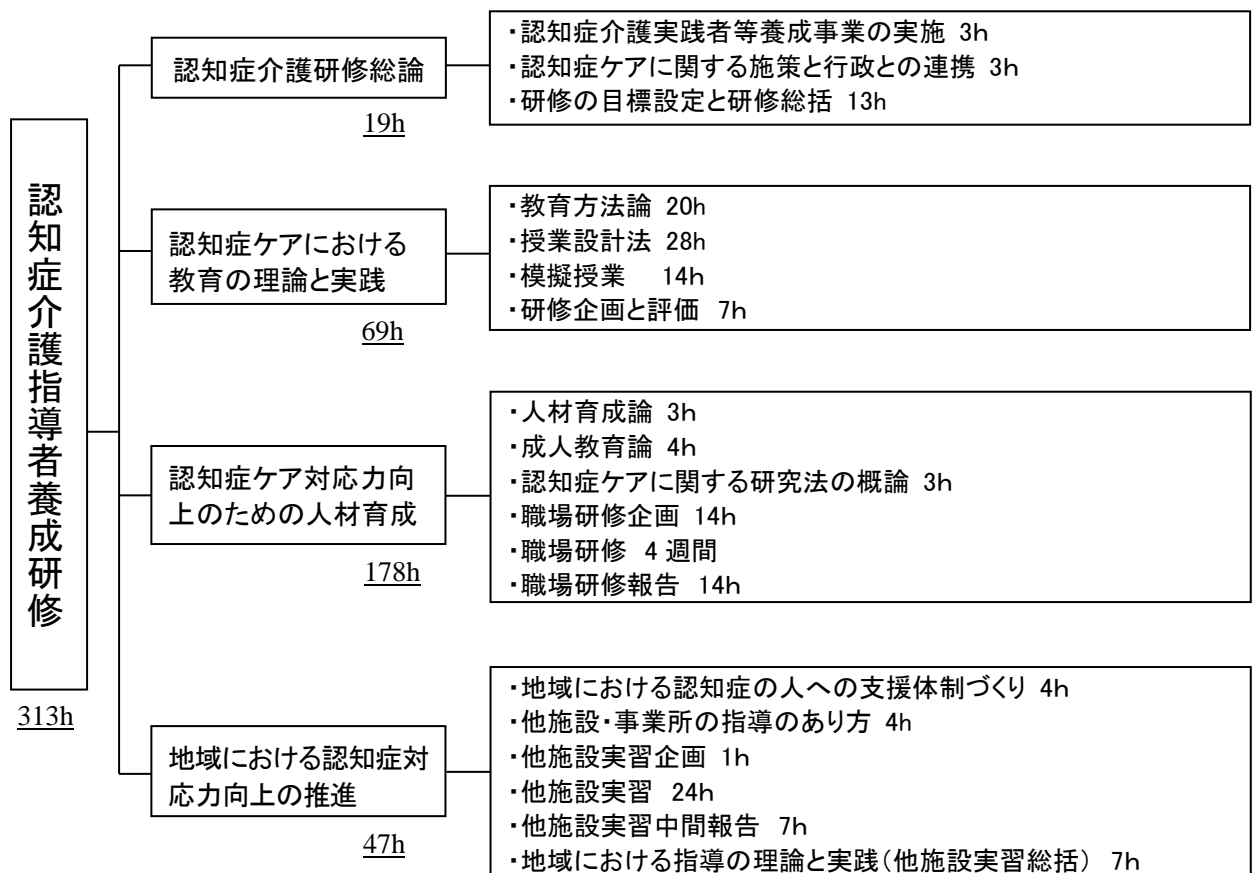 認知症介護指導者養成研修
313h
認知症介護研修総論
19h
・認知症介護実践者等養成事業の実施 3h
・認知症ケアに関する施策と行政との連携 3h
・研修の目標設定と研修総括 13h
認知症ケアにおける
教育の理論と実践
69h
・教育方法論 20h
・授業設計法 28h
・模擬授業 14h
・研修企画と評価 7h
認知症ケア対応力向
上のための人材育成
178h
・人材育成論 3h
・成人教育論 4h
・認知症ケアに関する研究法の概論 3h
・職場研修企画 14h
・職場研修 4週間
・職場研修報告 14h
地域における認知症対
応力向上の推進
47h
・地域における認知症の人への支援体制づくり 4h
・他施設・事業所の指導のあり方 4h
・他施設実習企画 1h
・他施設実習 24h
・他施設実習中間報告 7h
・地域における指導の理論と実践(他施設実習総括) 7h